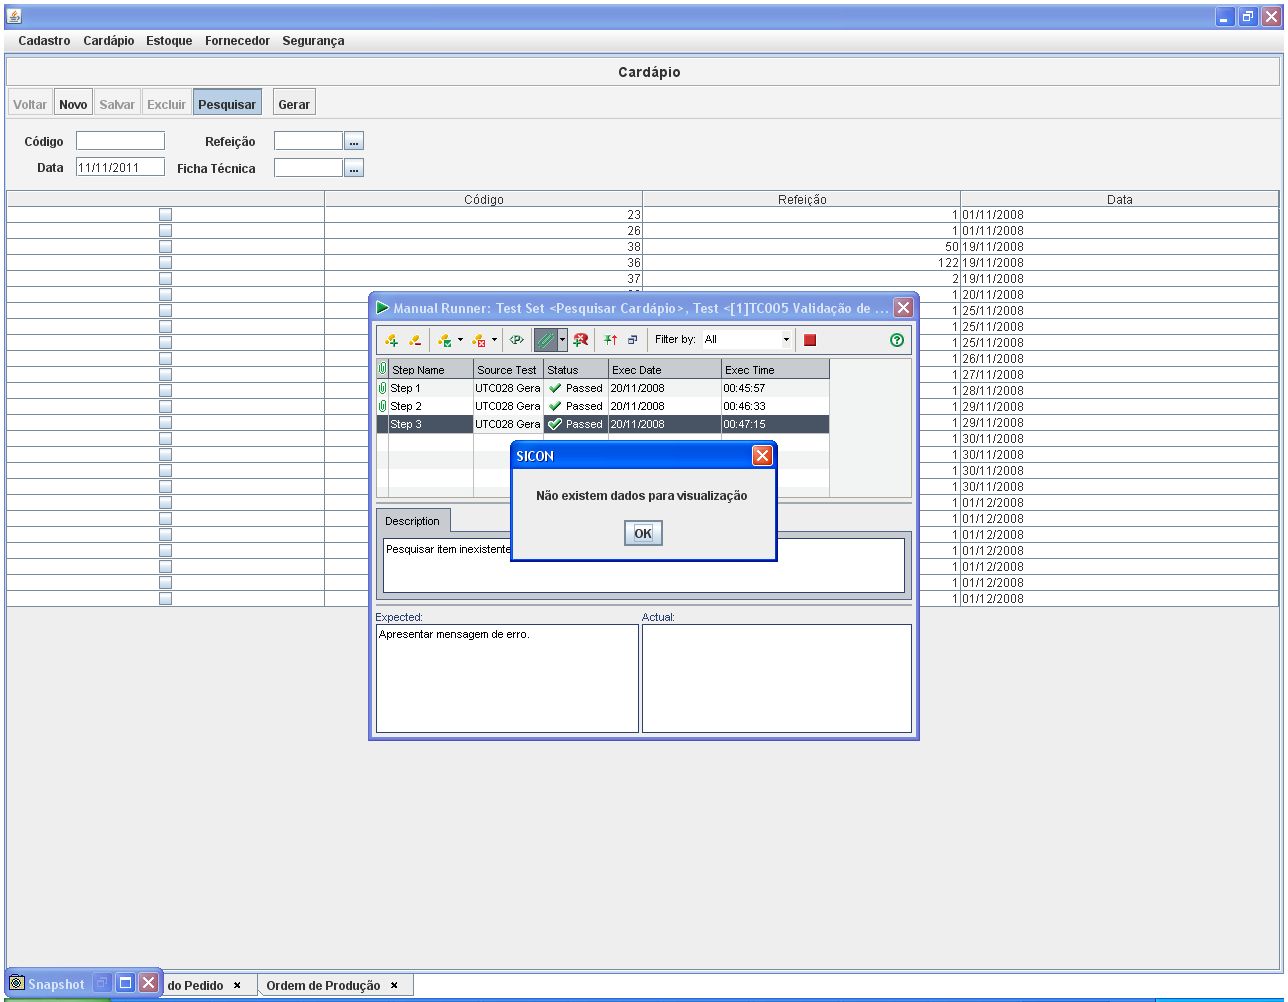 Cadastro Cardápio Estoque Fornecedor Segurança
Cardápio
Voltar Novo Salvar Excluir Pesquisar Gerar
Código Refeição ...
Data 11/11/2011 Ficha Técnica ...
Código Refeição Data
23 1 01/11/2008
26 1 01/11/2008
38 50 19/11/2008
36 122 19/11/2008
37 2 19/11/2008
1 20/11/2008
1 25/11/2008
1 25/11/2008
1 25/11/2008
1 26/11/2008
1 27/11/2008
1 28/11/2008
1 29/11/2008
1 29/11/2008
1 30/11/2008
1 30/11/2008
1 30/11/2008
1 30/11/2008
1 01/12/2008
1 01/12/2008
1 01/12/2008
1 01/12/2008
1 01/12/2008
1 01/12/2008
1 01/12/2008
Manual Runner: Test Set <Pesquisar Cardápio>, Test <[1]TC005 Validação de ...
<P> Filter by: All
Step Name Source Test Status Exec Date Exec Time
Step 1 UTC028 Gera Passed 20/11/2008 00:45:57
Step 2 UTC028 Gera Passed 20/11/2008 00:46:33
Step 3 UTC028 Gera Passed 20/11/2008 00:47:15
SICON
Não existem dados para visualização
OK
Description
Pesquisar item inexistente
Expected: Actual:
Apresentar mensagem de erro.
Snapshot do Pedido × Ordem de Produção ×